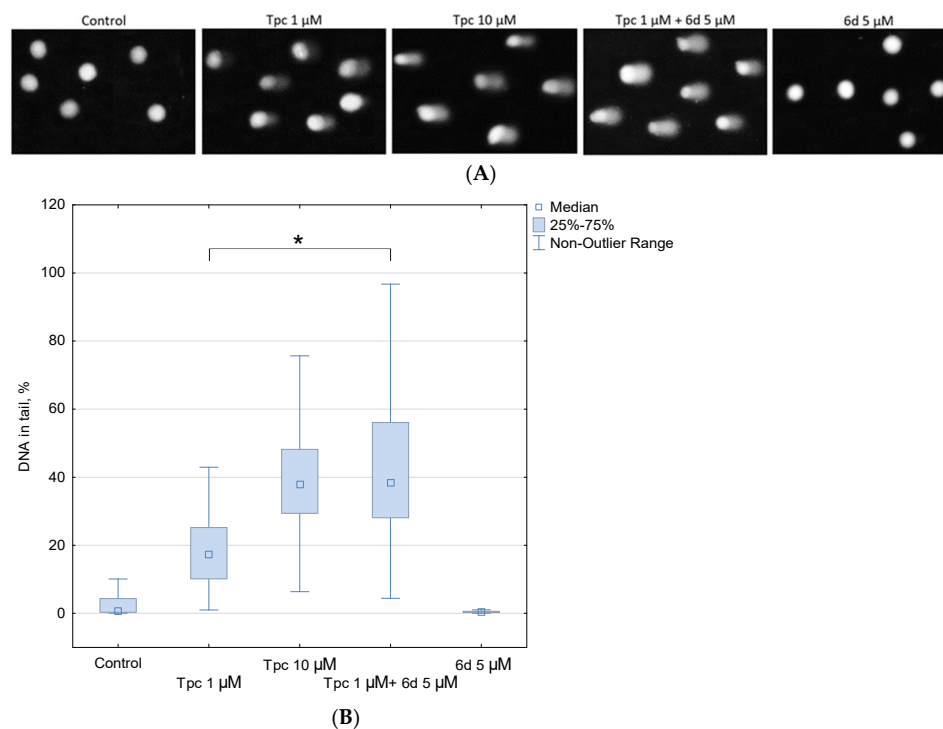 Control
Tpc 1 µM
Tpc 10 µM
Tpc 1 µM + 6d 5 µM
6d 5 µM
(A)
120
100
80
60
40
20
0
DNA in tail, %
*
Median
25%-75%
Non-Outlier Range
Control
Tpc 1 µM
Tpc 10 µM
Tpc 1 µM+ 6d 5 µM
6d 5 µM
(B)